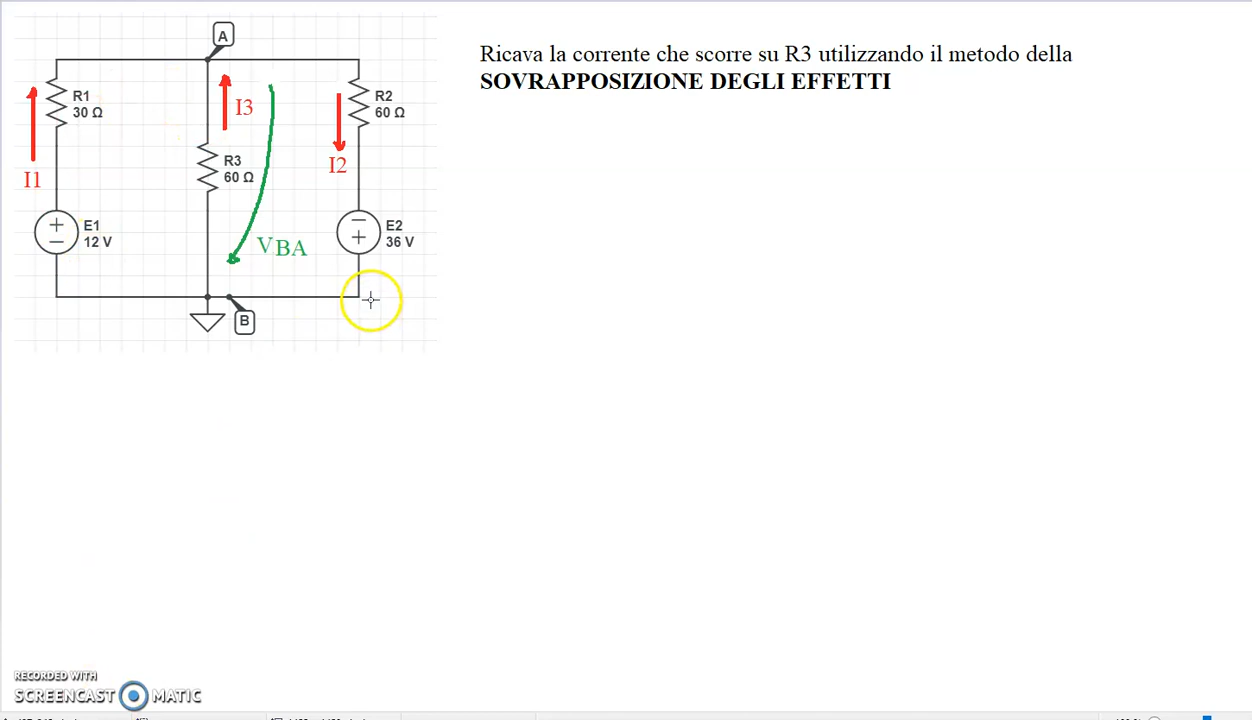 A
Ricava la corrente che scorre su R3 utilizzando il metodo della
SOVRAPPOSIZIONE DEGLI EFFETTI
R1
30 Ω
I3
R2
60 Ω
R3
60 Ω
I1
I2
E1
12 V
VBA
E2
36 V
+
−
−
+
B
RECORDED WITH
SCREENCAST MATIC